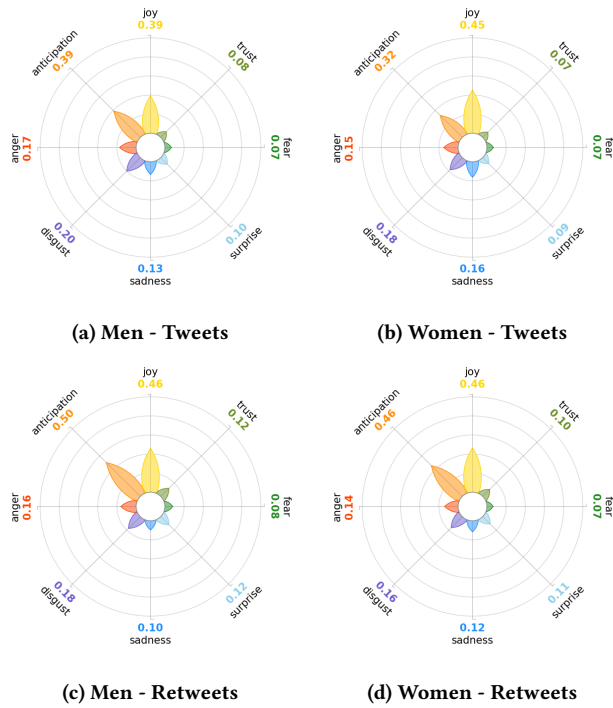 joy
0.39
anticipation
0.39
trust
0.08
anger
0.17
fear
0.07
disgust
0.20
surprise
0.10
0.13
sadness
(a) Men - Tweets
joy
0.45
anticipation
0.32
trust
0.07
anger
0.15
fear
0.07
disgust
0.18
surprise
0.09
0.16
sadness
(b) Women - Tweets
joy
0.46
anticipation
0.50
trust
0.12
anger
0.16
fear
0.08
disgust
0.18
surprise
0.12
0.10
sadness
(c) Men - Retweets
joy
0.46
anticipation
0.46
trust
0.10
anger
0.14
fear
0.07
disgust
0.16
surprise
0.11
0.12
sadness
(d) Women - Retweets